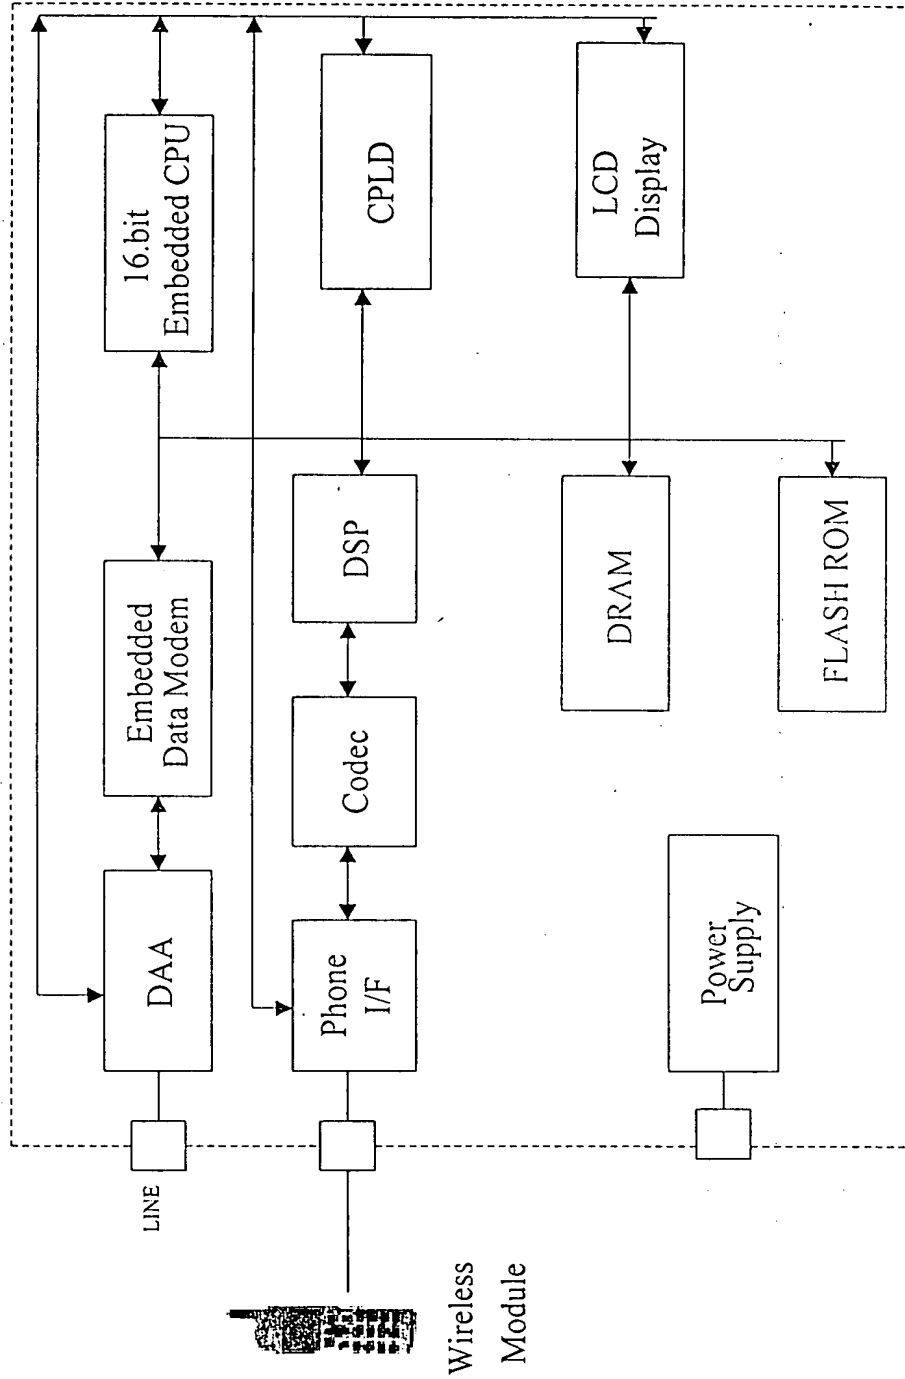 LINE
DAA
Embedded
Data Modem
16.bit
Embedded CPU
Wireless
Module
Phone
I/F
Codec
DSP
CPLD
DRAM
LCD
Display
Power
Supply
FLASH ROM